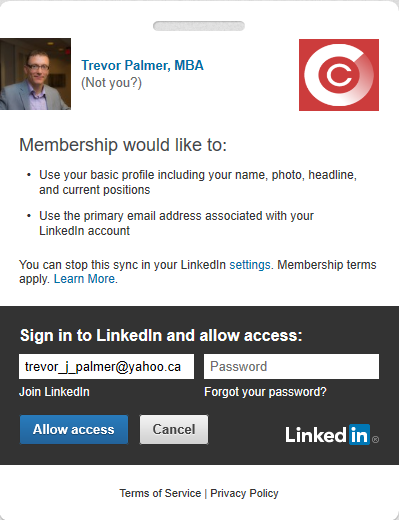 Trevor Palmer, MBA
(Not you?)
Membership would like to:
• Use your basic profile including your name, photo, headline,
and current positions
• Use the primary email address associated with your
LinkedIn account
You can stop this sync in your LinkedIn settings. Membership terms
apply. Learn More.
Sign in to LinkedIn and allow access:
trevor_j_palmer@yahoo.ca Password
Join LinkedIn Forgot your password?
Allow access Cancel LinkedIn®
Terms of Service | Privacy Policy